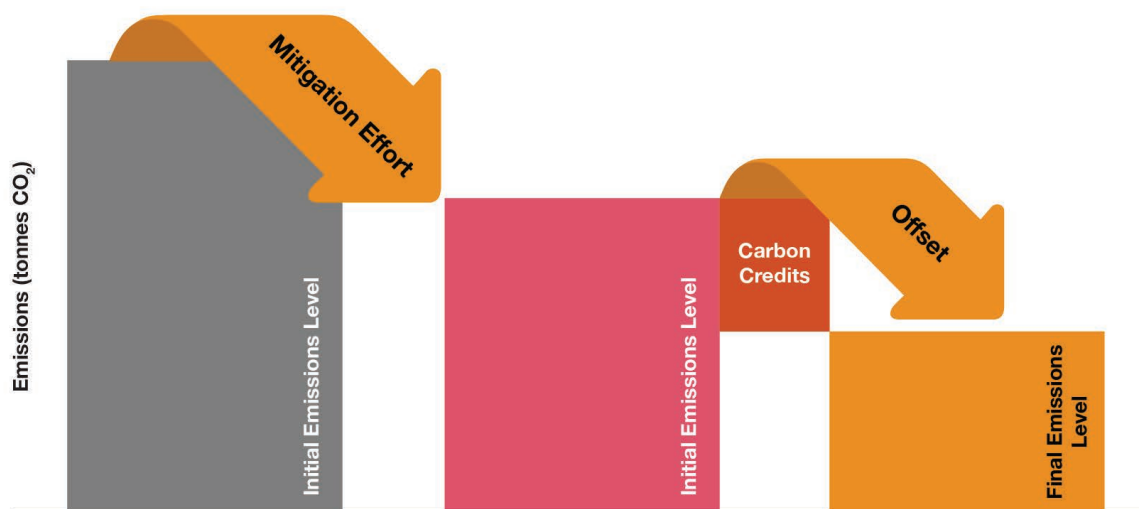 Emissions (tonnes CO₂)
Initial Emissions Level
Mitigation Effort
Initial Emissions Level
Carbon
Credits
Offset
Final Emissions
Level